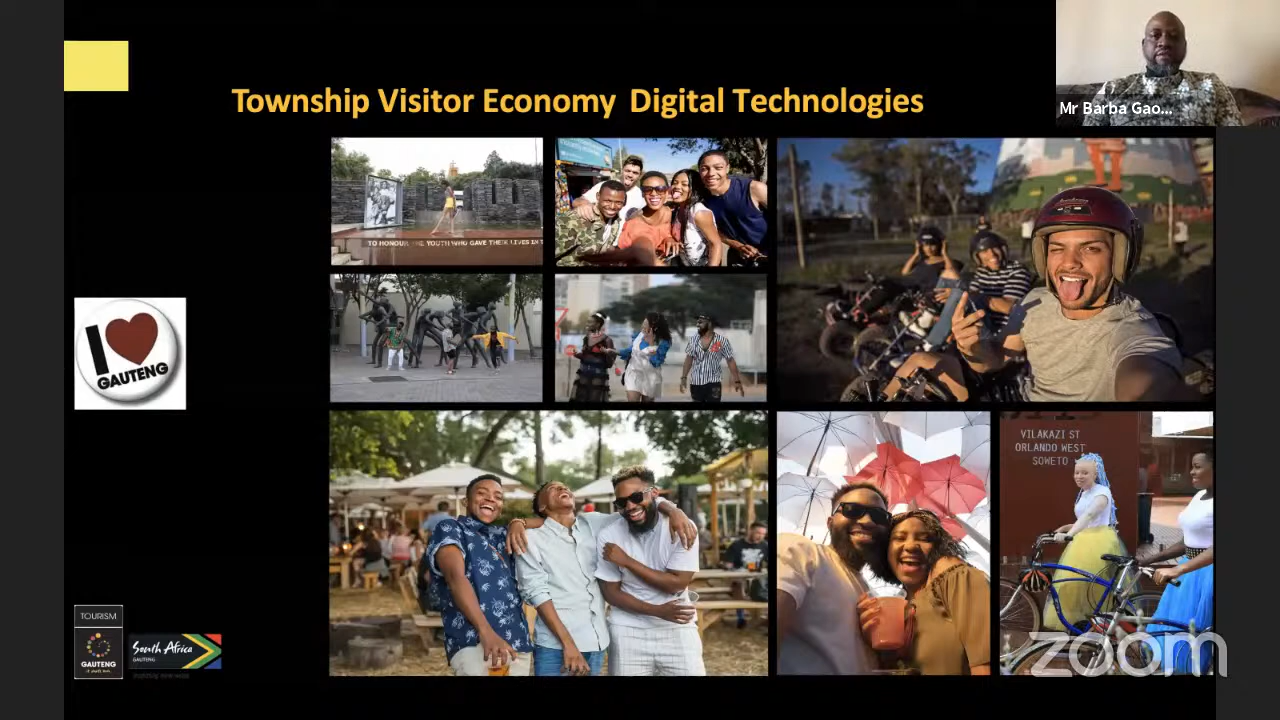 Township Visitor Economy Digital Technologies
Mr Barba Gao...
TO HONOUR THE YOUTH WHO GAVE THEIR LIVES IN
I
GAUTENG
VILAKAZI ST
ORLANDO WEST
SOWETO
TOURISM
GAUTENG
South Africa
GAUTENG
zoom